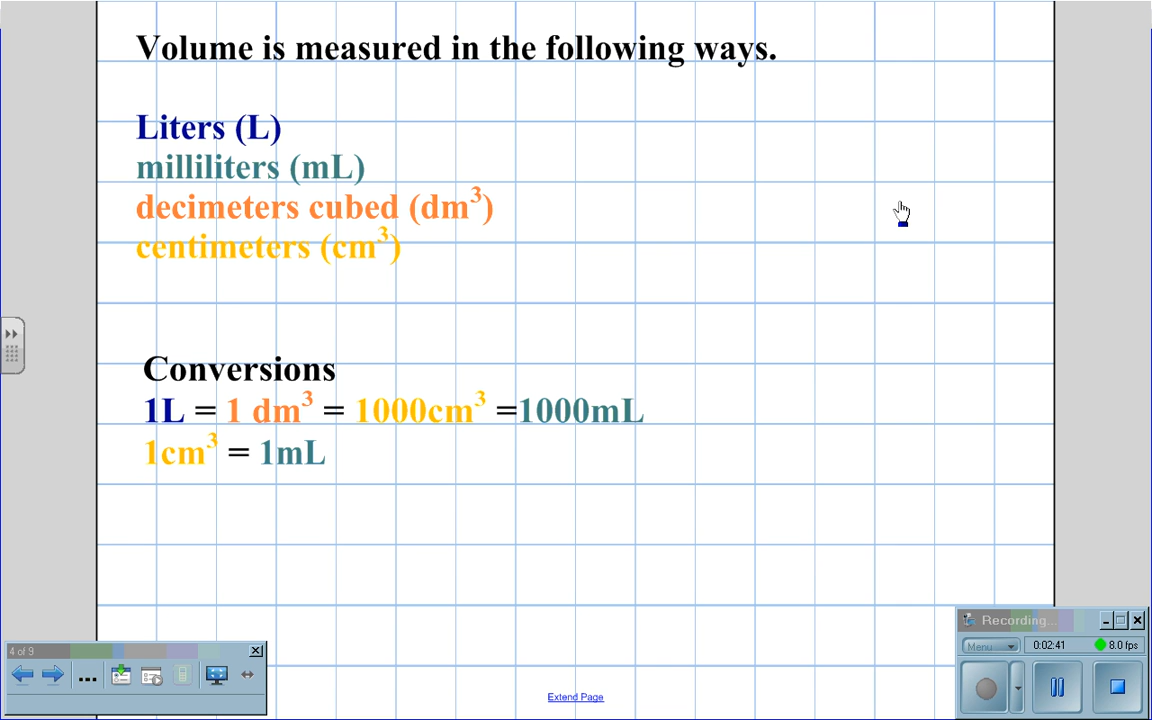 Volume is measured in the following ways.
Liters (L)
milliliters (mL)
decimeters cubed (dm³)
centimeters (cm³)
Conversions
1L = 1 dm³ = 1000cm³ =1000mL
1cm³ = 1mL
Recording...
Menu 0:02:41 8.0 fps
4 of 9
Extend Page